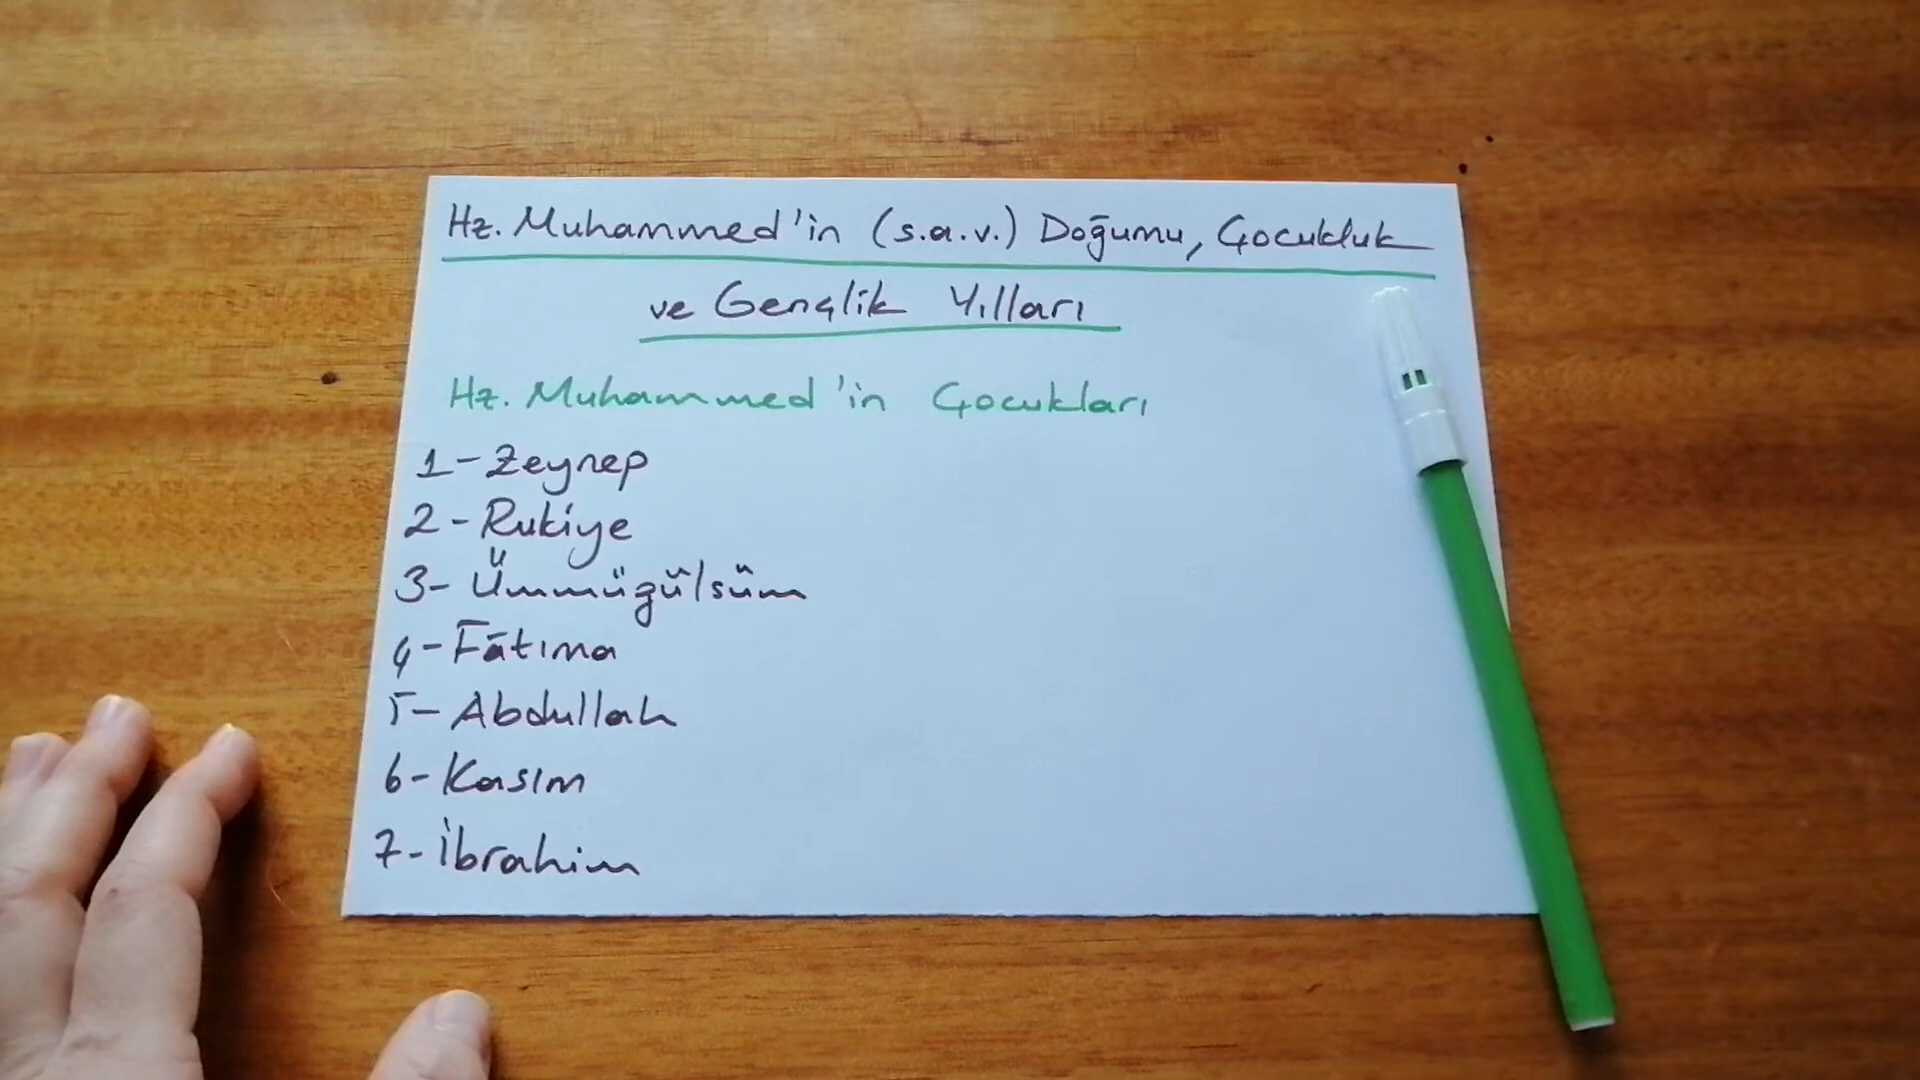 Hz. Muhammed'in (s.a.v.) Doğumu, Çocukluk
ve Gençlik Yılları
Hz. Muhammed'in Çocukları
1- Zeynep
2- Rukiye
3- Ümmügülsüm
4- Fātıma
5- Abdullah
6- Kasım
7- İbrahim